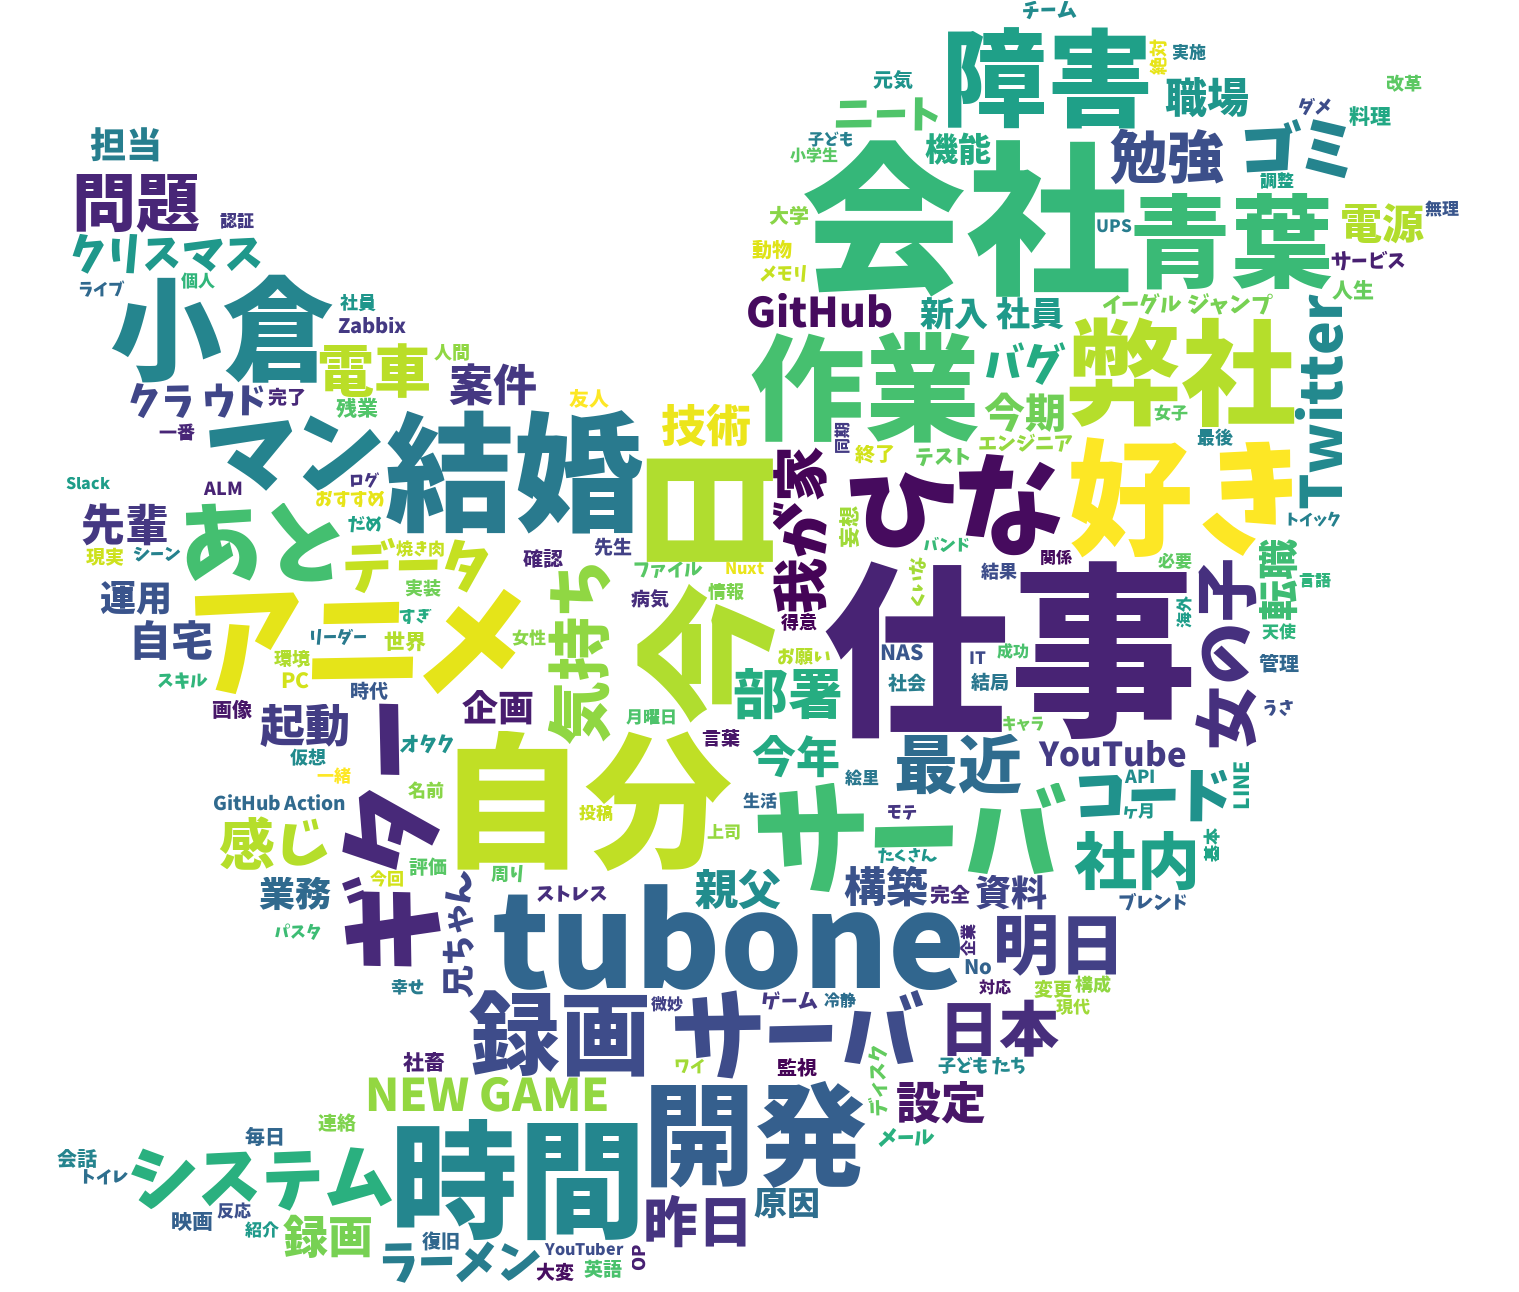 チーム
障害
絶対
実施
元気
職場
改革
ニート
ダメ
料理
担当
子ども
機能
勉強
ゴミ
小学生
会社
問題
認証
調整
大学
UPS
青葉
電源
無理
クリスマス
動物
メモリ
サービス
ライブ
個人
小倉
社員
Zabbix
GitHub
新入 社員
イーグル ジャンプ
人生
電車
人間
作業
バグ
弊社
Twitter
クラウド
完了
残業
案件
友人
技術
今期
女子
一番
マン
結婚
今日
我が家
同期
終了
テスト
エンジニア
最後
Slack
ALM
ログ
おすすめ
ひな
好き
先輩
あと
だめ
妄想
バンド
トイック
現実
シーン
データ
焼き肉
確認
先生
ファイル
Nuxt
関係
必要
転職
言語
運用
アニメ
実装
気持ち
病気
情報
得意
くいな
結果
仕事
海外
女の子
天使
自宅
リーダー
すぎ
世界
女性
お願い
NAS
IT
成功
管理
環境
PC
スキル
時代
部署
社会
結局
画像
起動
ギター
企画
月曜日
言葉
キャラ
うさ
オタク
仮想
一緒
自分
今年
最近
YouTube
GitHub Action
名前
投稿
生活
絵里
API
コード
LINE
感じ
上司
サーバ
モテ
ヶ月
評価
今回
周り
たくさん
社内
基本
業務
兄ちゃん
ストレス
親父
構築
完全
資料
ブレンド
パスタ
tubone
企業
明日
No
幸せ
録画 サーバ
微妙
ゲーム
冷静
対応
変更
構成
現代
日本
社畜
ワイ
監視
ディスク
子ども たち
NEW GAME
開発
設定
連絡
メール
毎日
会話
トイレ
システム
時間
映画
反応
昨日
原因
紹介
録画
復旧
ラーメン
YouTuber
大変
英語
OP